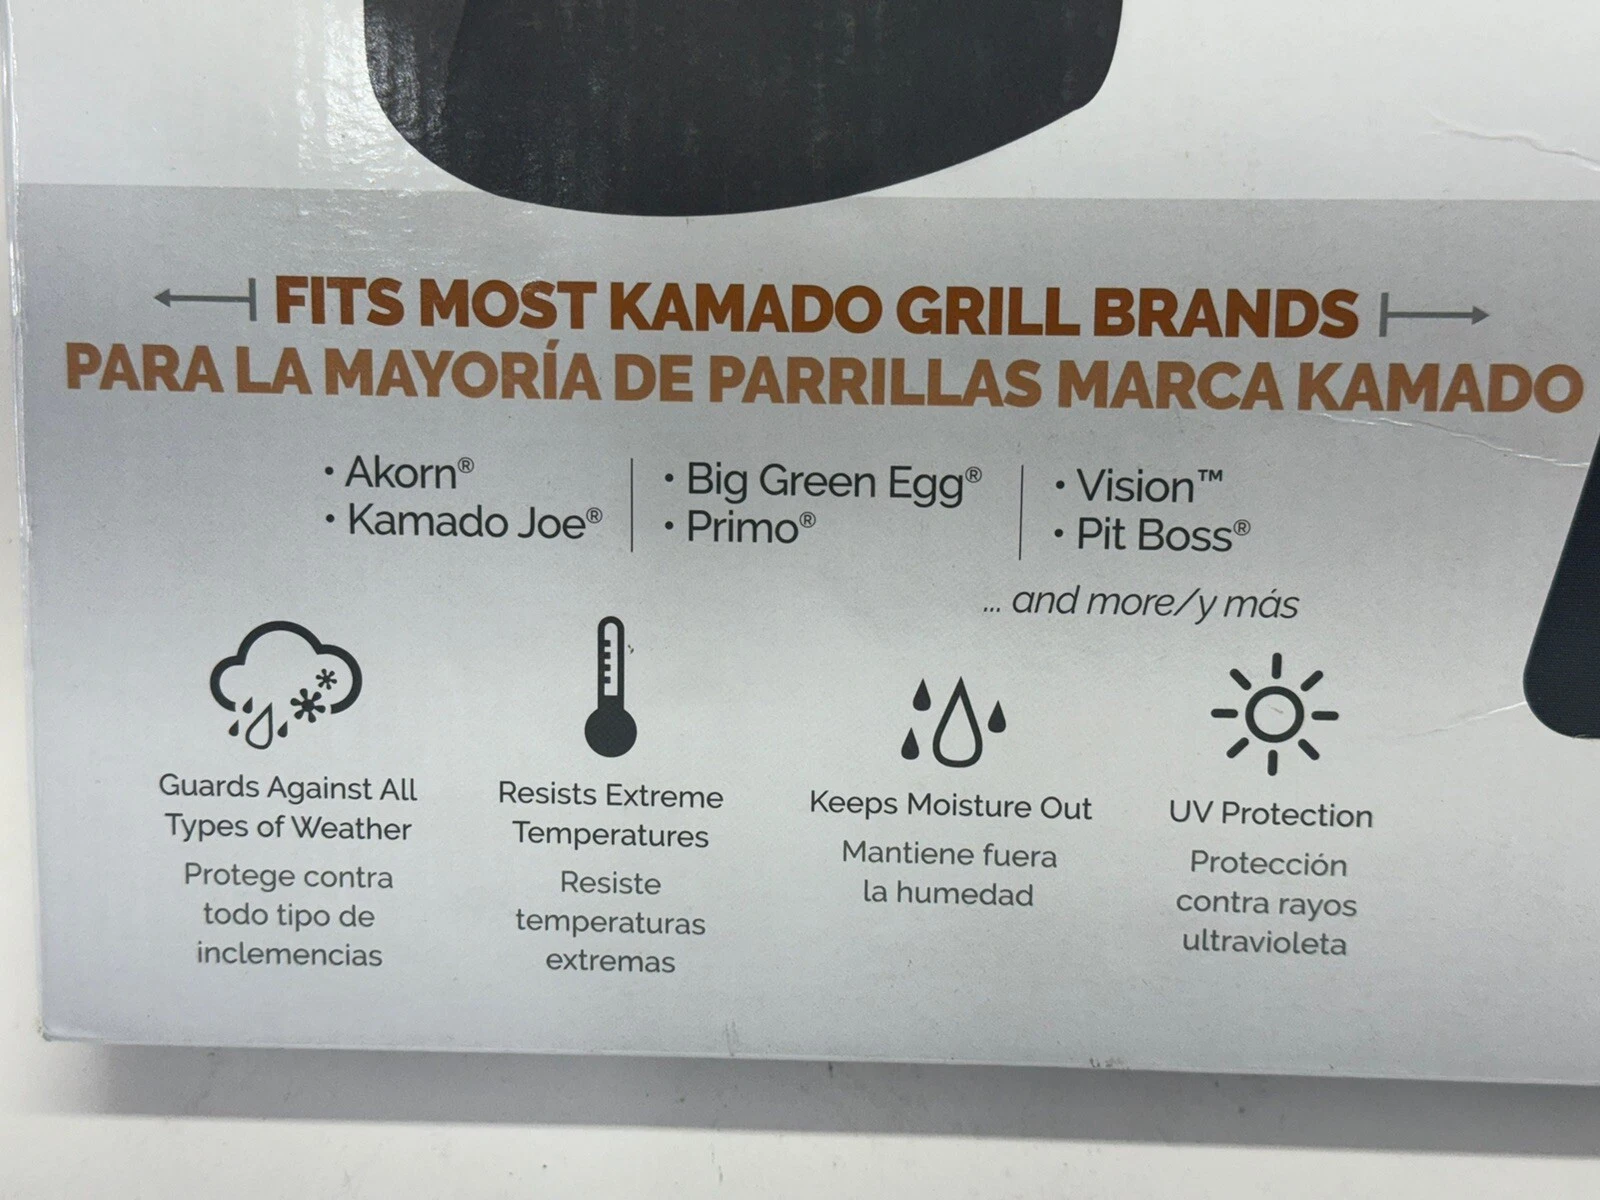 FITS MOST KAMADO GRILL BRANDS
PARA LA MAYORÍA DE PARRILLAS MARCA KAMADO
• Akorn®
• Kamado Joe®
• Big Green Egg®
• Primo®
• Vision™
• Pit Boss®
... and more/y más
Guards Against All
Types of Weather
Protege contra
todo tipo de
inclemencias
Resists Extreme
Temperatures
Resiste
temperaturas
extremas
Keeps Moisture Out
Mantiene fuera
la humedad
UV Protection
Protección
contra rayos
ultravioleta